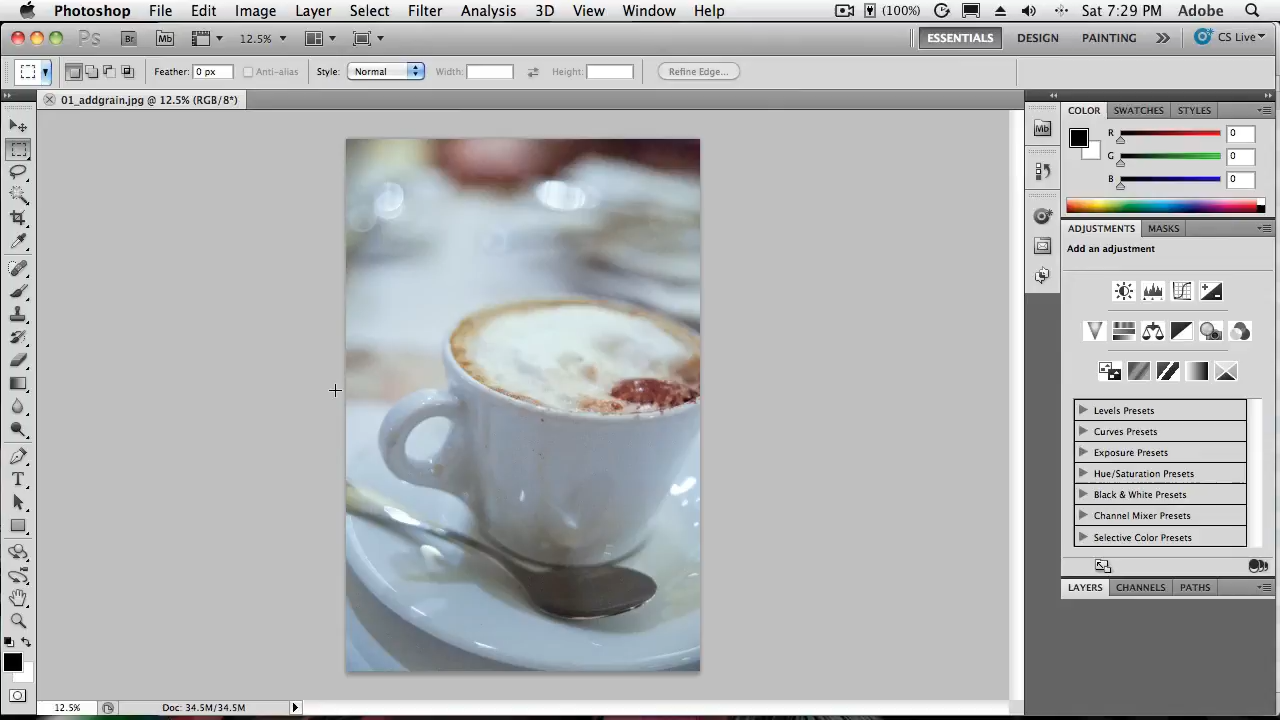 Photoshop File Edit Image Layer Select Filter Analysis 3D View Window Help (100%) Sat 7:29 PM Adobe
Ps Br Mb 12.5% ESSENTIALS DESIGN PAINTING CS Live
Feather: 0 px Anti-alias Style: Normal Width: Height: Refine Edge...
01_addgrain.jpg @ 12.5% (RGB/8*)
COLOR SWATCHES STYLES
Mb
R 0
G 0
B 0
ADJUSTMENTS MASKS
Add an adjustment
Levels Presets
Curves Presets
Exposure Presets
Hue/Saturation Presets
Black & White Presets
Channel Mixer Presets
Selective Color Presets
LAYERS CHANNELS PATHS
T
12.5% Doc: 34.5M/34.5M